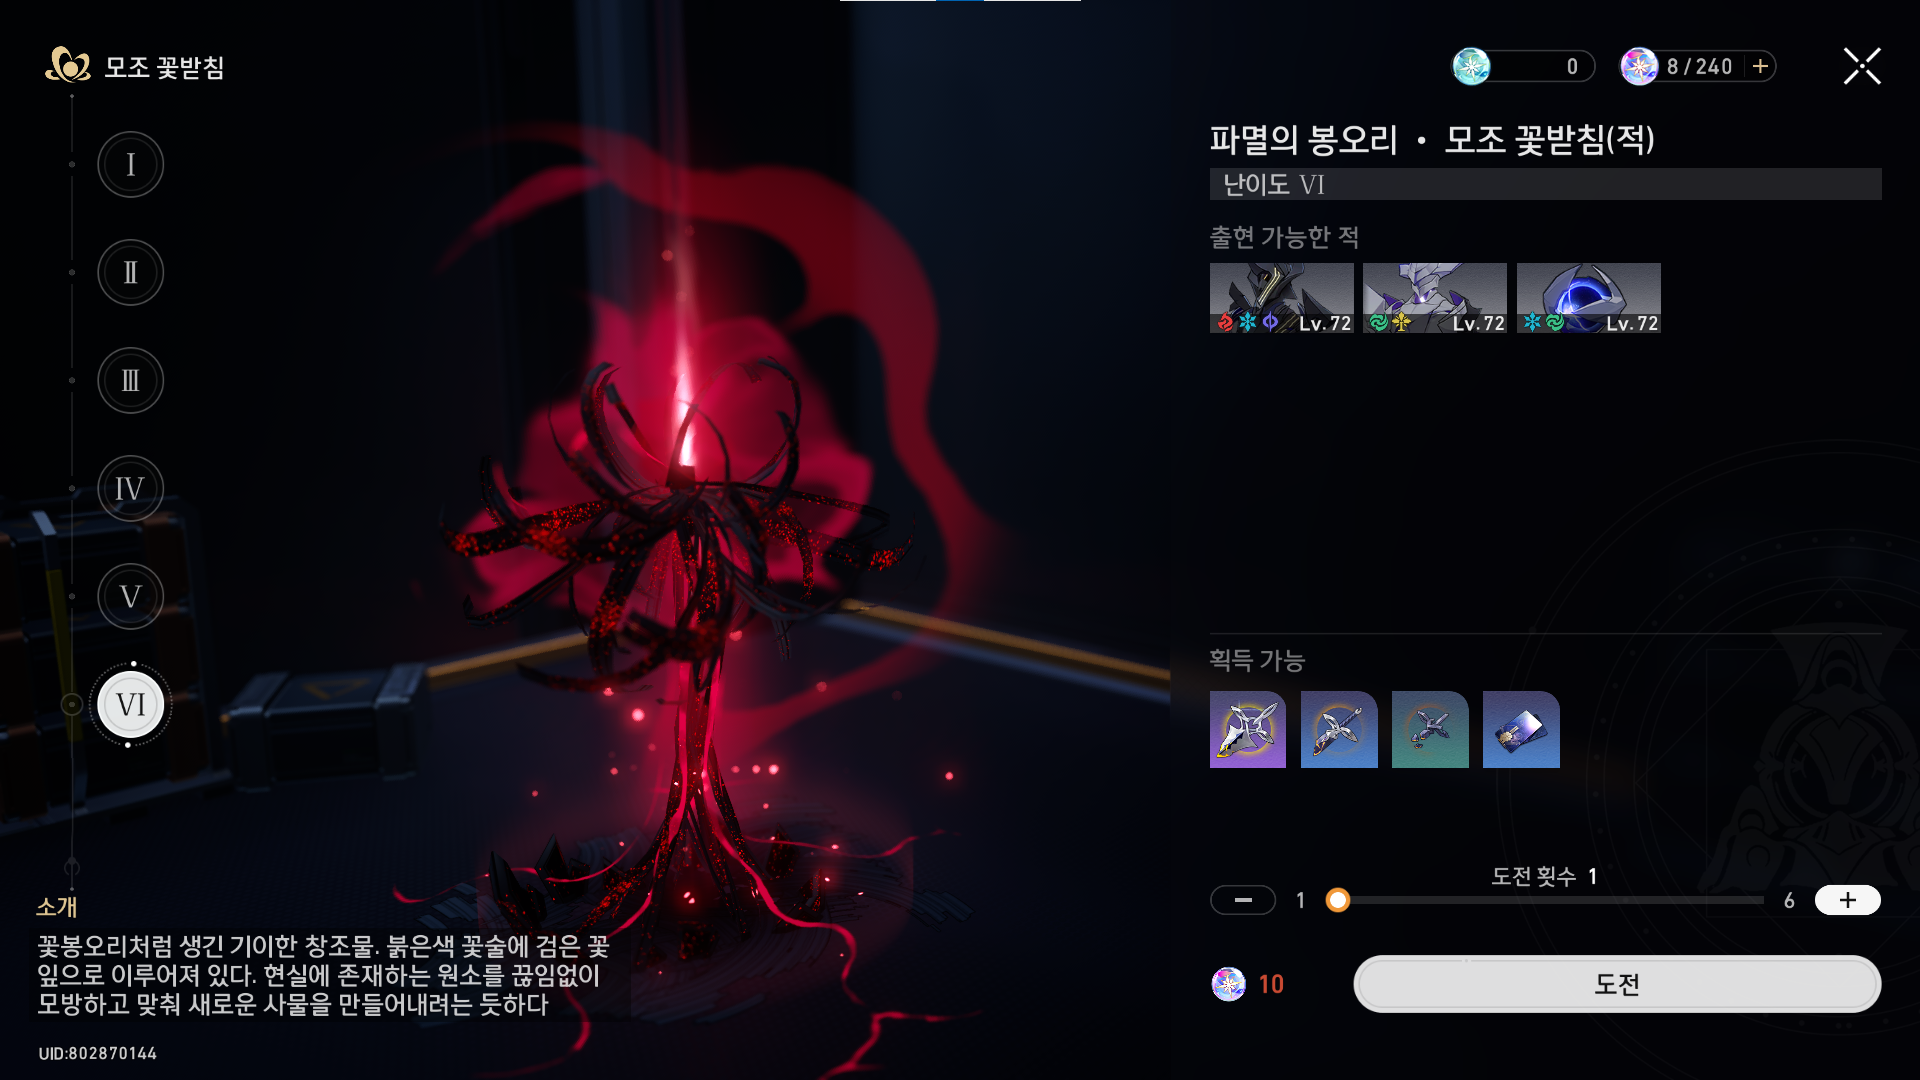 모조 꽃받침
0
8/240
파멸의 봉오리 • 모조 꽃받침(적)
난이도 VI
출현 가능한 적
Lv.72
Lv.72
Lv.72
I
II
III
IV
V
VI
획득 가능
도전 횟수 1
1
6
10
도전
소개
꽃봉오리처럼 생긴 기이한 창조물. 붉은색 꽃술에 검은 꽃
잎으로 이루어져 있다. 현실에 존재하는 원소를 끊임없이
모방하고 맞춰 새로운 사물을 만들어내려는 듯하다
UID:802870144